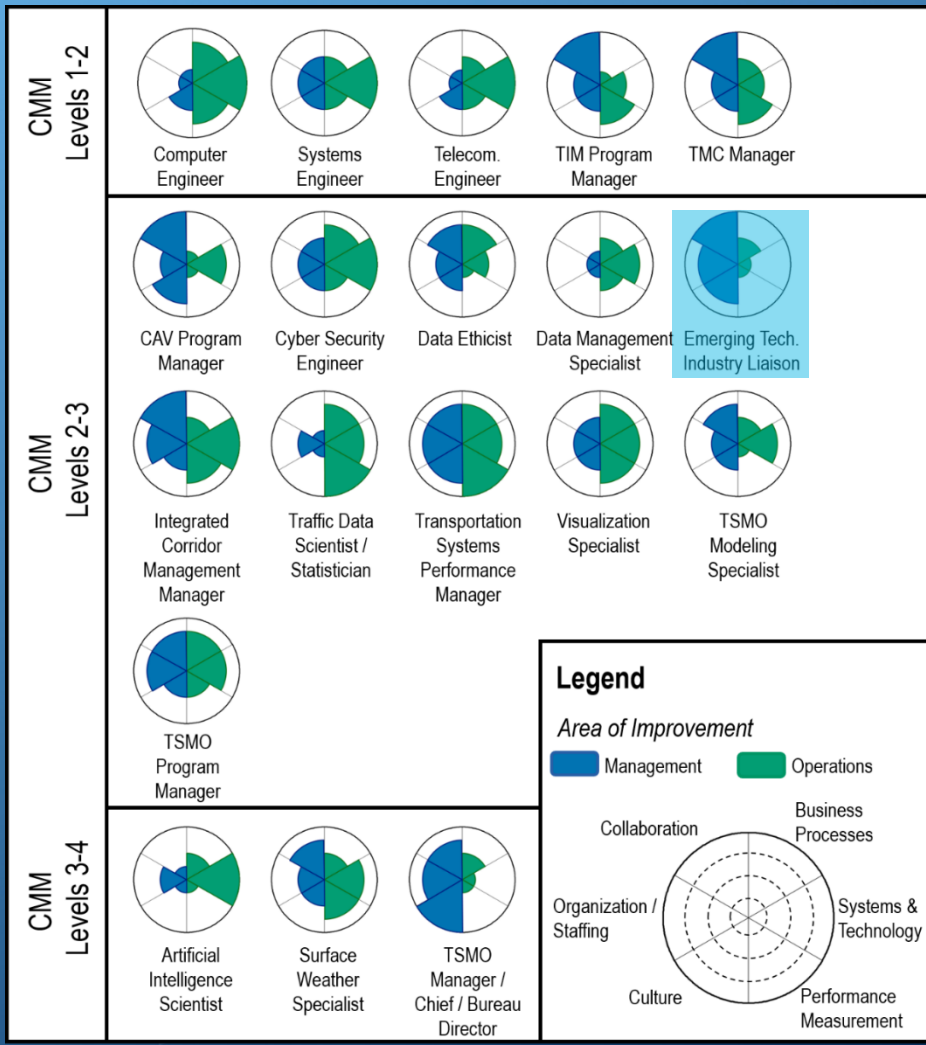 CMM
Levels 1-2
Computer
Engineer
Systems
Engineer
Telecom.
Engineer
TIM Program
Manager
TMC Manager
CMM
Levels 2-3
CAV Program
Manager
Cyber Security
Engineer
Data Ethicist
Data Management
Specialist
Emerging Tech.
Industry Liaison
Integrated
Corridor
Management
Manager
Traffic Data
Scientist /
Statistician
Transportation
Systems
Performance
Manager
Visualization
Specialist
TSMO
Modeling
Specialist
TSMO
Program
Manager
CMM
Levels 3-4
Artificial
Intelligence
Scientist
Surface
Weather
Specialist
TSMO
Manager /
Chief / Bureau
Director
Legend
Area of Improvement
Management
Operations
Collaboration
Business
Processes
Organization /
Staffing
Systems &
Technology
Culture
Performance
Measurement